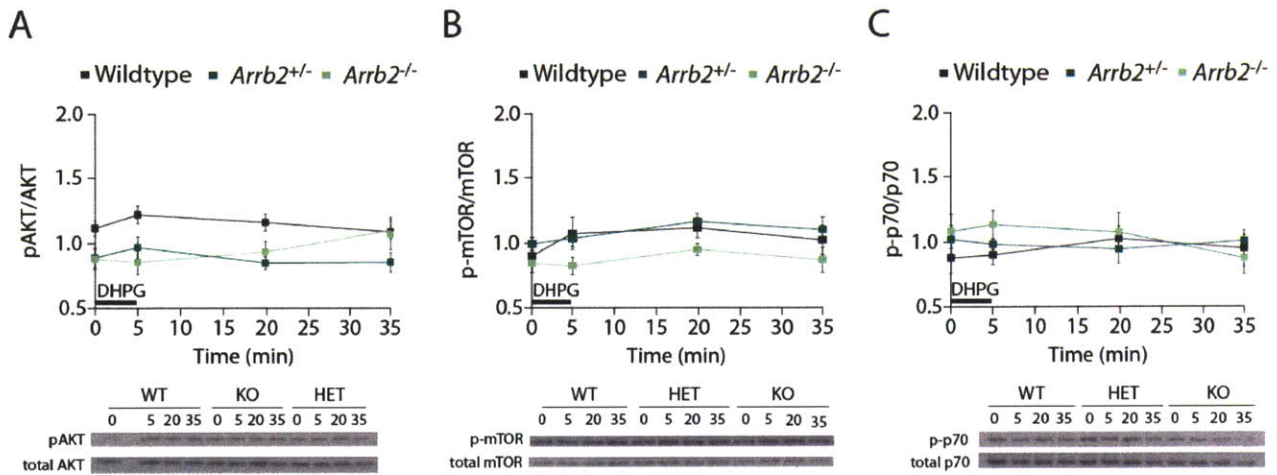 A
Wildtype Arrb2+/- Arrb2-/-
pAKT/AKT
2.0
1.5
1.0
0.5
DHPG
0 5 10 15 20 25 30 35
Time (min)
WT KO HET
0 5 20 35 0 5 20 35 0 5 20 35
pAKT
total AKT
B
Wildtype Arrb2+/- Arrb2-/-
p-mTOR/mTOR
2.0
1.5
1.0
0.5
DHPG
0 5 10 15 20 25 30 35
Time (min)
WT HET KO
0 5 20 35 0 5 20 35 0 5 20 35
p-mTOR
total mTOR
C
Wildtype Arrb2+/- Arrb2-/-
p-p70/p70
2.0
1.5
1.0
0.5
DHPG
0 5 10 15 20 25 30 35
Time (min)
WT HET KO
0 5 20 35 0 5 20 35 0 5 20 35
p-p70
total p70